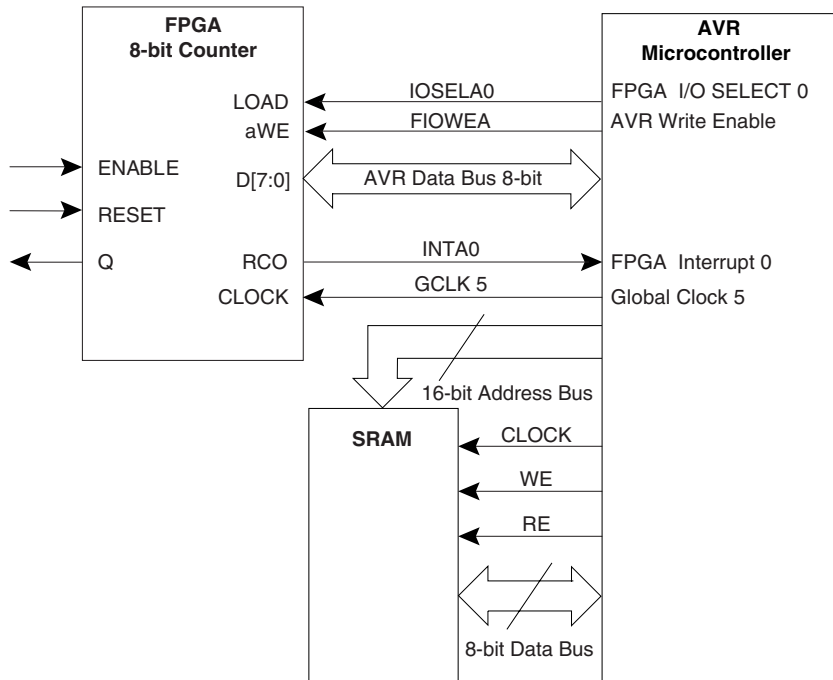 FPGA
8-bit Counter
AVR
Microcontroller
LOAD
IOSELA0
FPGA I/O SELECT 0
aWE
FIOWEA
AVR Write Enable
ENABLE
D[7:0]
AVR Data Bus 8-bit
RESET
Q
RCO
INTA0
FPGA Interrupt 0
CLOCK
GCLK 5
Global Clock 5
16-bit Address Bus
SRAM
CLOCK
WE
RE
8-bit Data Bus